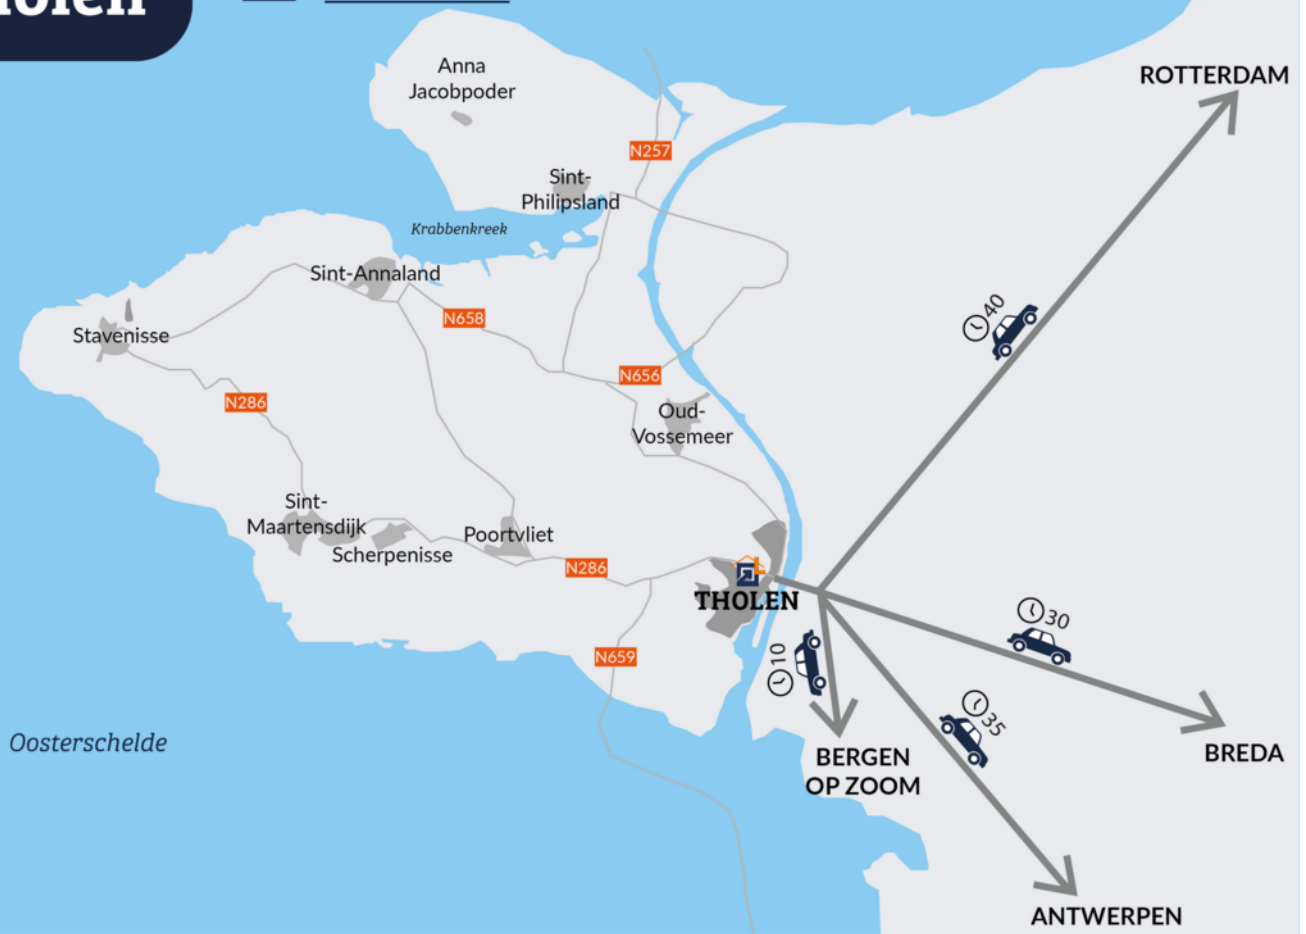 Anna
Jacobpoder
ROTTERDAM
N257
Sint-
Philipsland
Krabbenkreek
Sint-Annaland
N658
40
Stavenisse
N656
N286
Oud-
Vossemeer
Sint-
Maartensdijk
Scherpenisse
Poortvliet
N286
THOLEN
30
N659
10
35
Oosterschelde
BERGEN
OP ZOOM
BREDA
ANTWERPEN